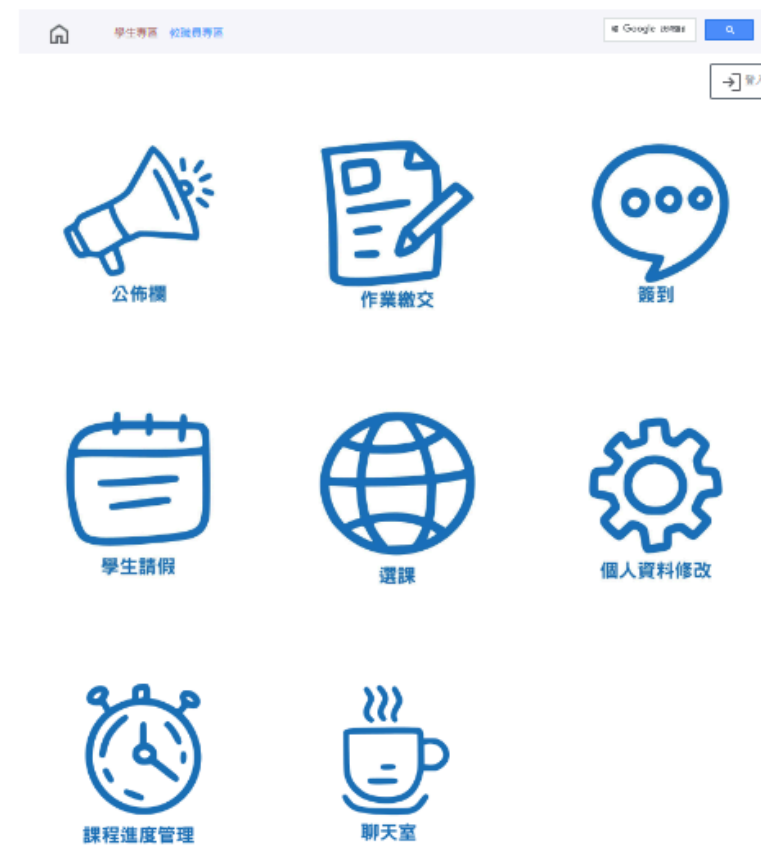 學生專區 教職員專區
Google
登入
公佈欄
作業繳交
簽到
學生請假
選課
個人資料修改
課程進度管理
聊天室